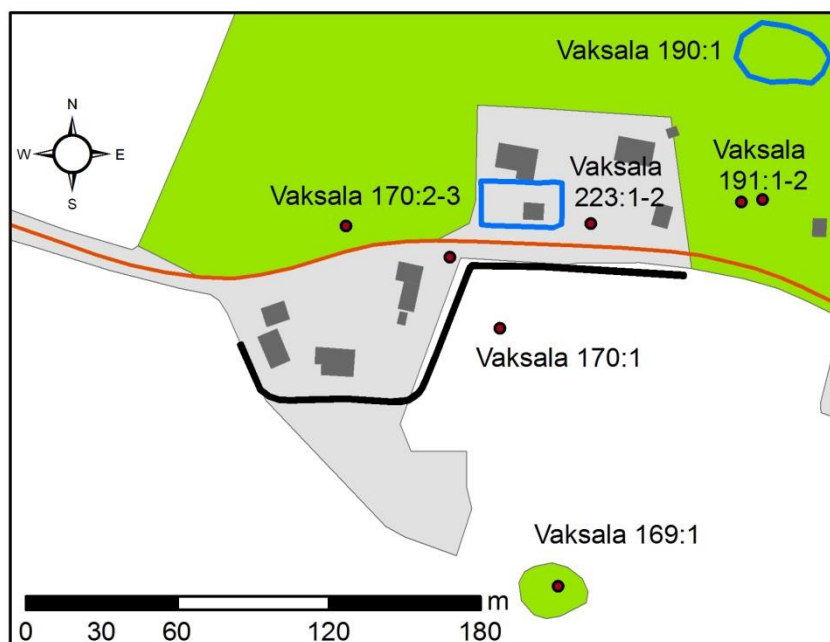 Vaksala 190:1
N
W E
S
Vaksala 170:2-3
Vaksala
223:1-2
Vaksala
191:1-2
Vaksala 170:1
Vaksala 169:1
m
0 30 60 120 180